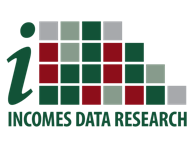 i
INCOMES DATA RESEARCH